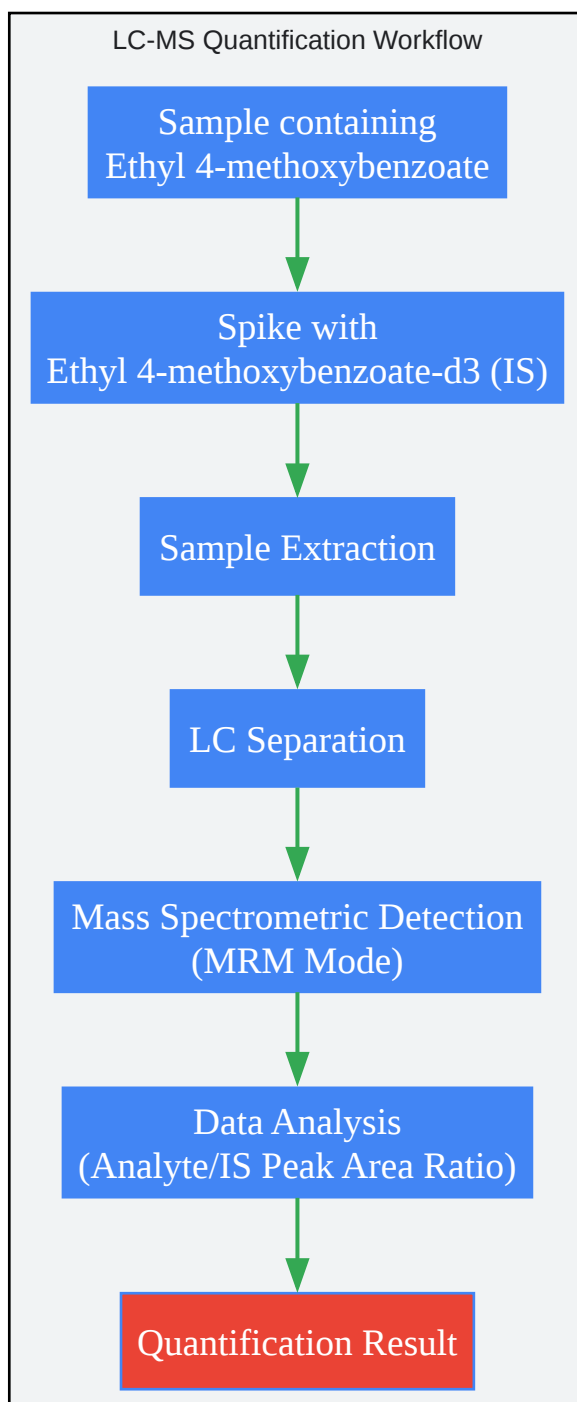 LC-MS Quantification Workflow
Sample containing
Ethyl 4-methoxybenzoate
Spike with
Ethyl 4-methoxybenzoate-d3 (IS)
Sample Extraction
LC Separation
Mass Spectrometric Detection
(MRM Mode)
Data Analysis
(Analyte/IS Peak Area Ratio)
Quantification Result